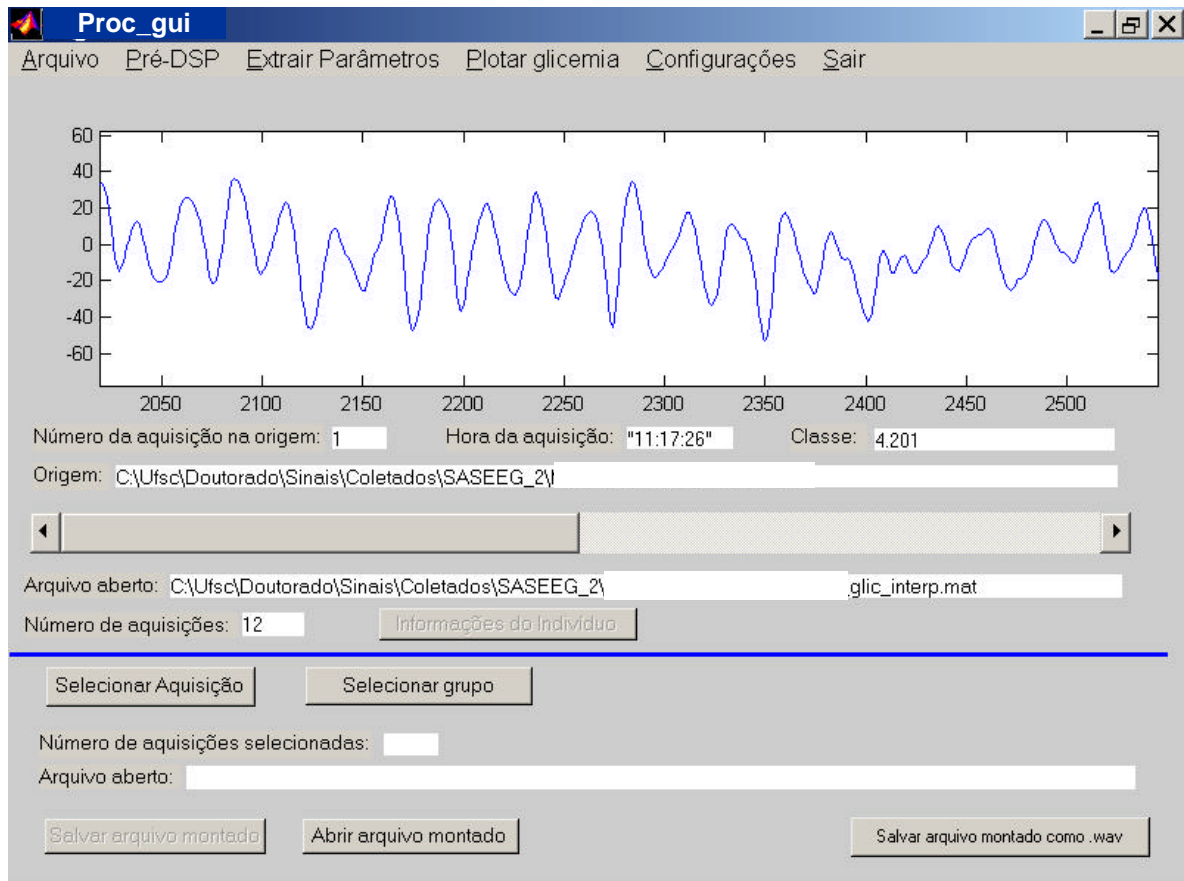 Proc_gui
Arquivo Pré-DSP Extrair Parâmetros Plotar glicemia Configurações Sair
60
40
20
0
-20
-40
-60
2050 2100 2150 2200 2250 2300 2350 2400 2450 2500
Número da aquisição na origem: 1 Hora da aquisição: "11:17:26" Classe: 4.201
Origem: C:\Ufsc\Doutorado\Sinais\Coletados\SASEEG_2\
Arquivo aberto: C:\Ufsc\Doutorado\Sinais\Coletados\SASEEG_2\ _glic_interp.mat
Número de aquisições: 12 Informações do Indivíduo
Selecionar Aquisição Selecionar grupo
Número de aquisições selecionadas:
Arquivo aberto:
Salvar arquivo montado Abrir arquivo montado Salvar arquivo montado como .wav